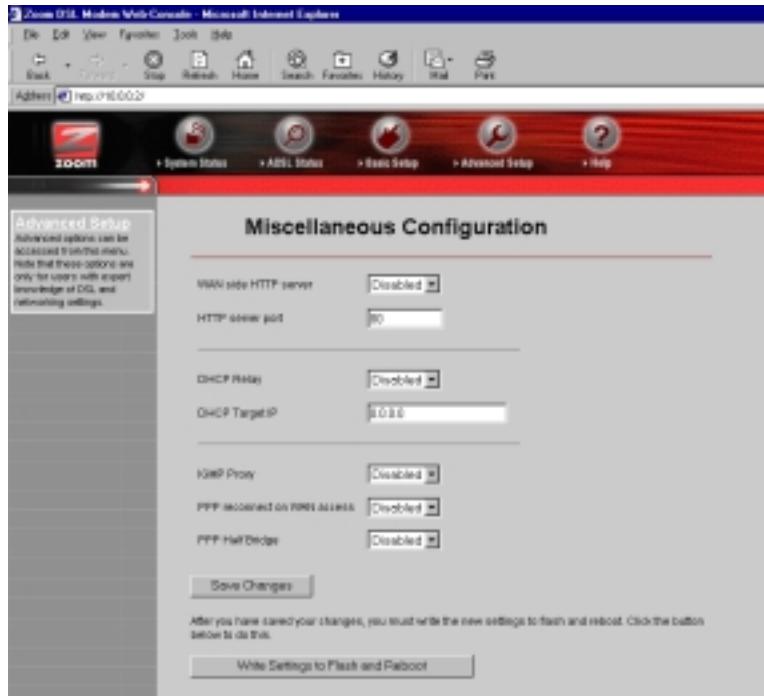 Zoom DSL Modem Web Console - Microsoft Internet Explorer
File Edit View Favorites Tools Help
Back Forward Stop Refresh Home Search Favorites History Mail Print
Address http://10.0.0.2/
ZOOM System Status ADSL Status Basic Setup Advanced Setup Help
Advanced Setup
Advanced options can be
accessed from this menu.
Note that these options are
only for users with expert
knowledge of DSL and
networking settings.
Miscellaneous Configuration
WAN side HTTP server Disabled
HTTP server port 80
DHCP Relay Disabled
DHCP Target IP 0.0.0.0
IGMP Proxy Disabled
PPP reconnect on WAN access Disabled
PPP Half Bridge Disabled
Save Changes
After you have saved your changes, you must write the new settings to flash and reboot. Click the button
below to do this.
Write Settings to Flash and Reboot